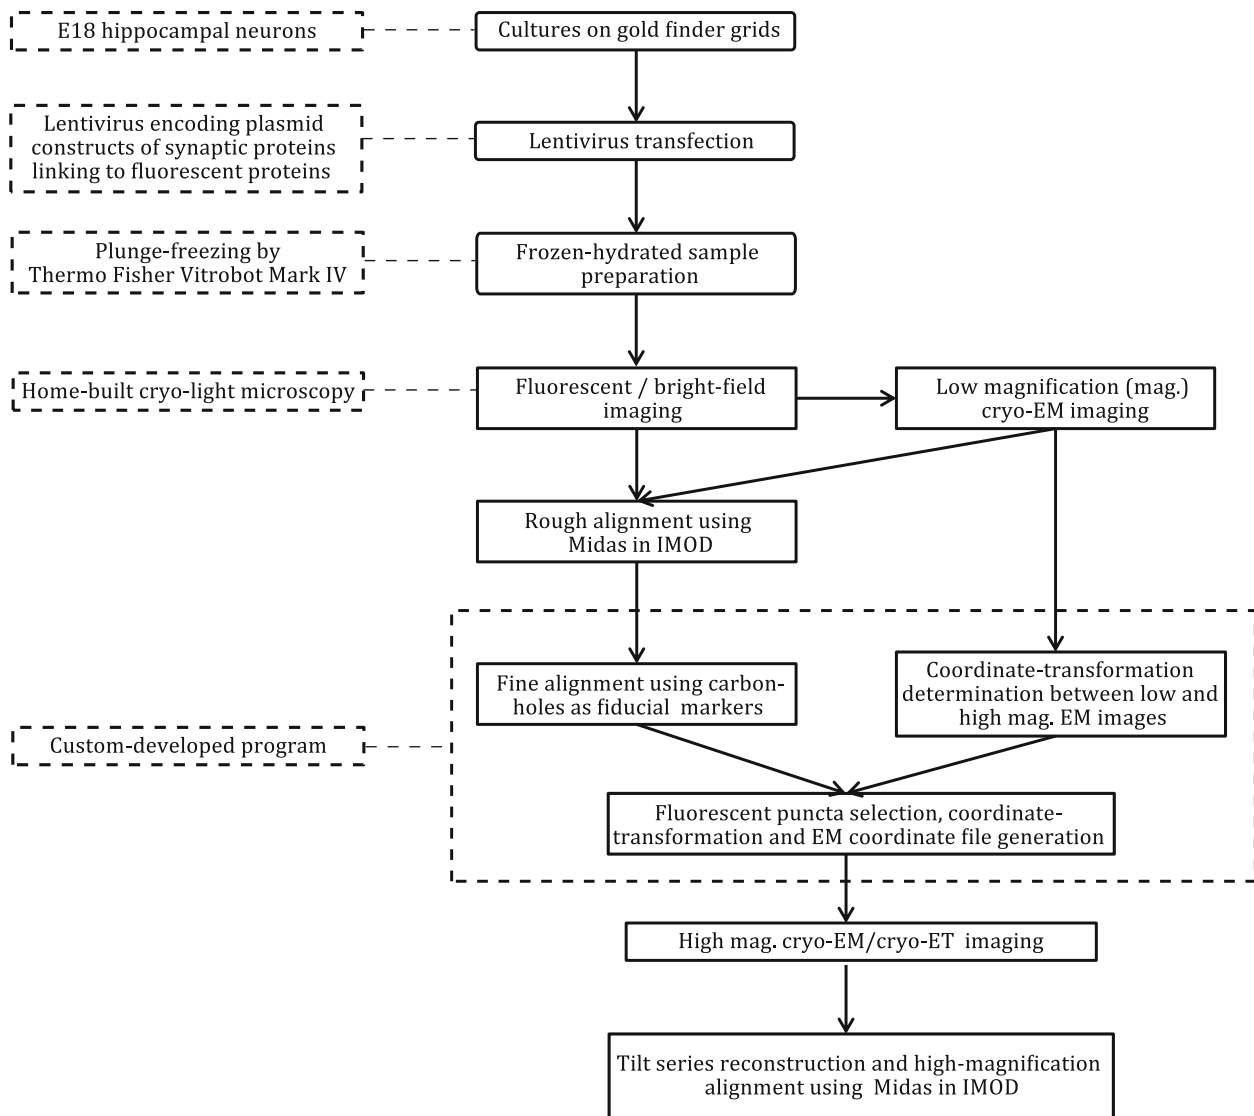 E18 hippocampal neurons
Cultures on gold finder grids
Lentivirus encoding plasmid
constructs of synaptic proteins
linking to fluorescent proteins
Lentivirus transfection
Plunge-freezing by
Thermo Fisher Vitrobot Mark IV
Frozen-hydrated sample
preparation
Home-built cryo-light microscopy
Fluorescent / bright-field
imaging
Low magnification (mag.)
cryo-EM imaging
Rough alignment using
Midas in IMOD
Fine alignment using carbon-
holes as fiducial markers
Coordinate-transformation
determination between low and
high mag. EM images
Custom-developed program
Fluorescent puncta selection, coordinate-
transformation and EM coordinate file generation
High mag. cryo-EM/cryo-ET imaging
Tilt series reconstruction and high-magnification
alignment using Midas in IMOD